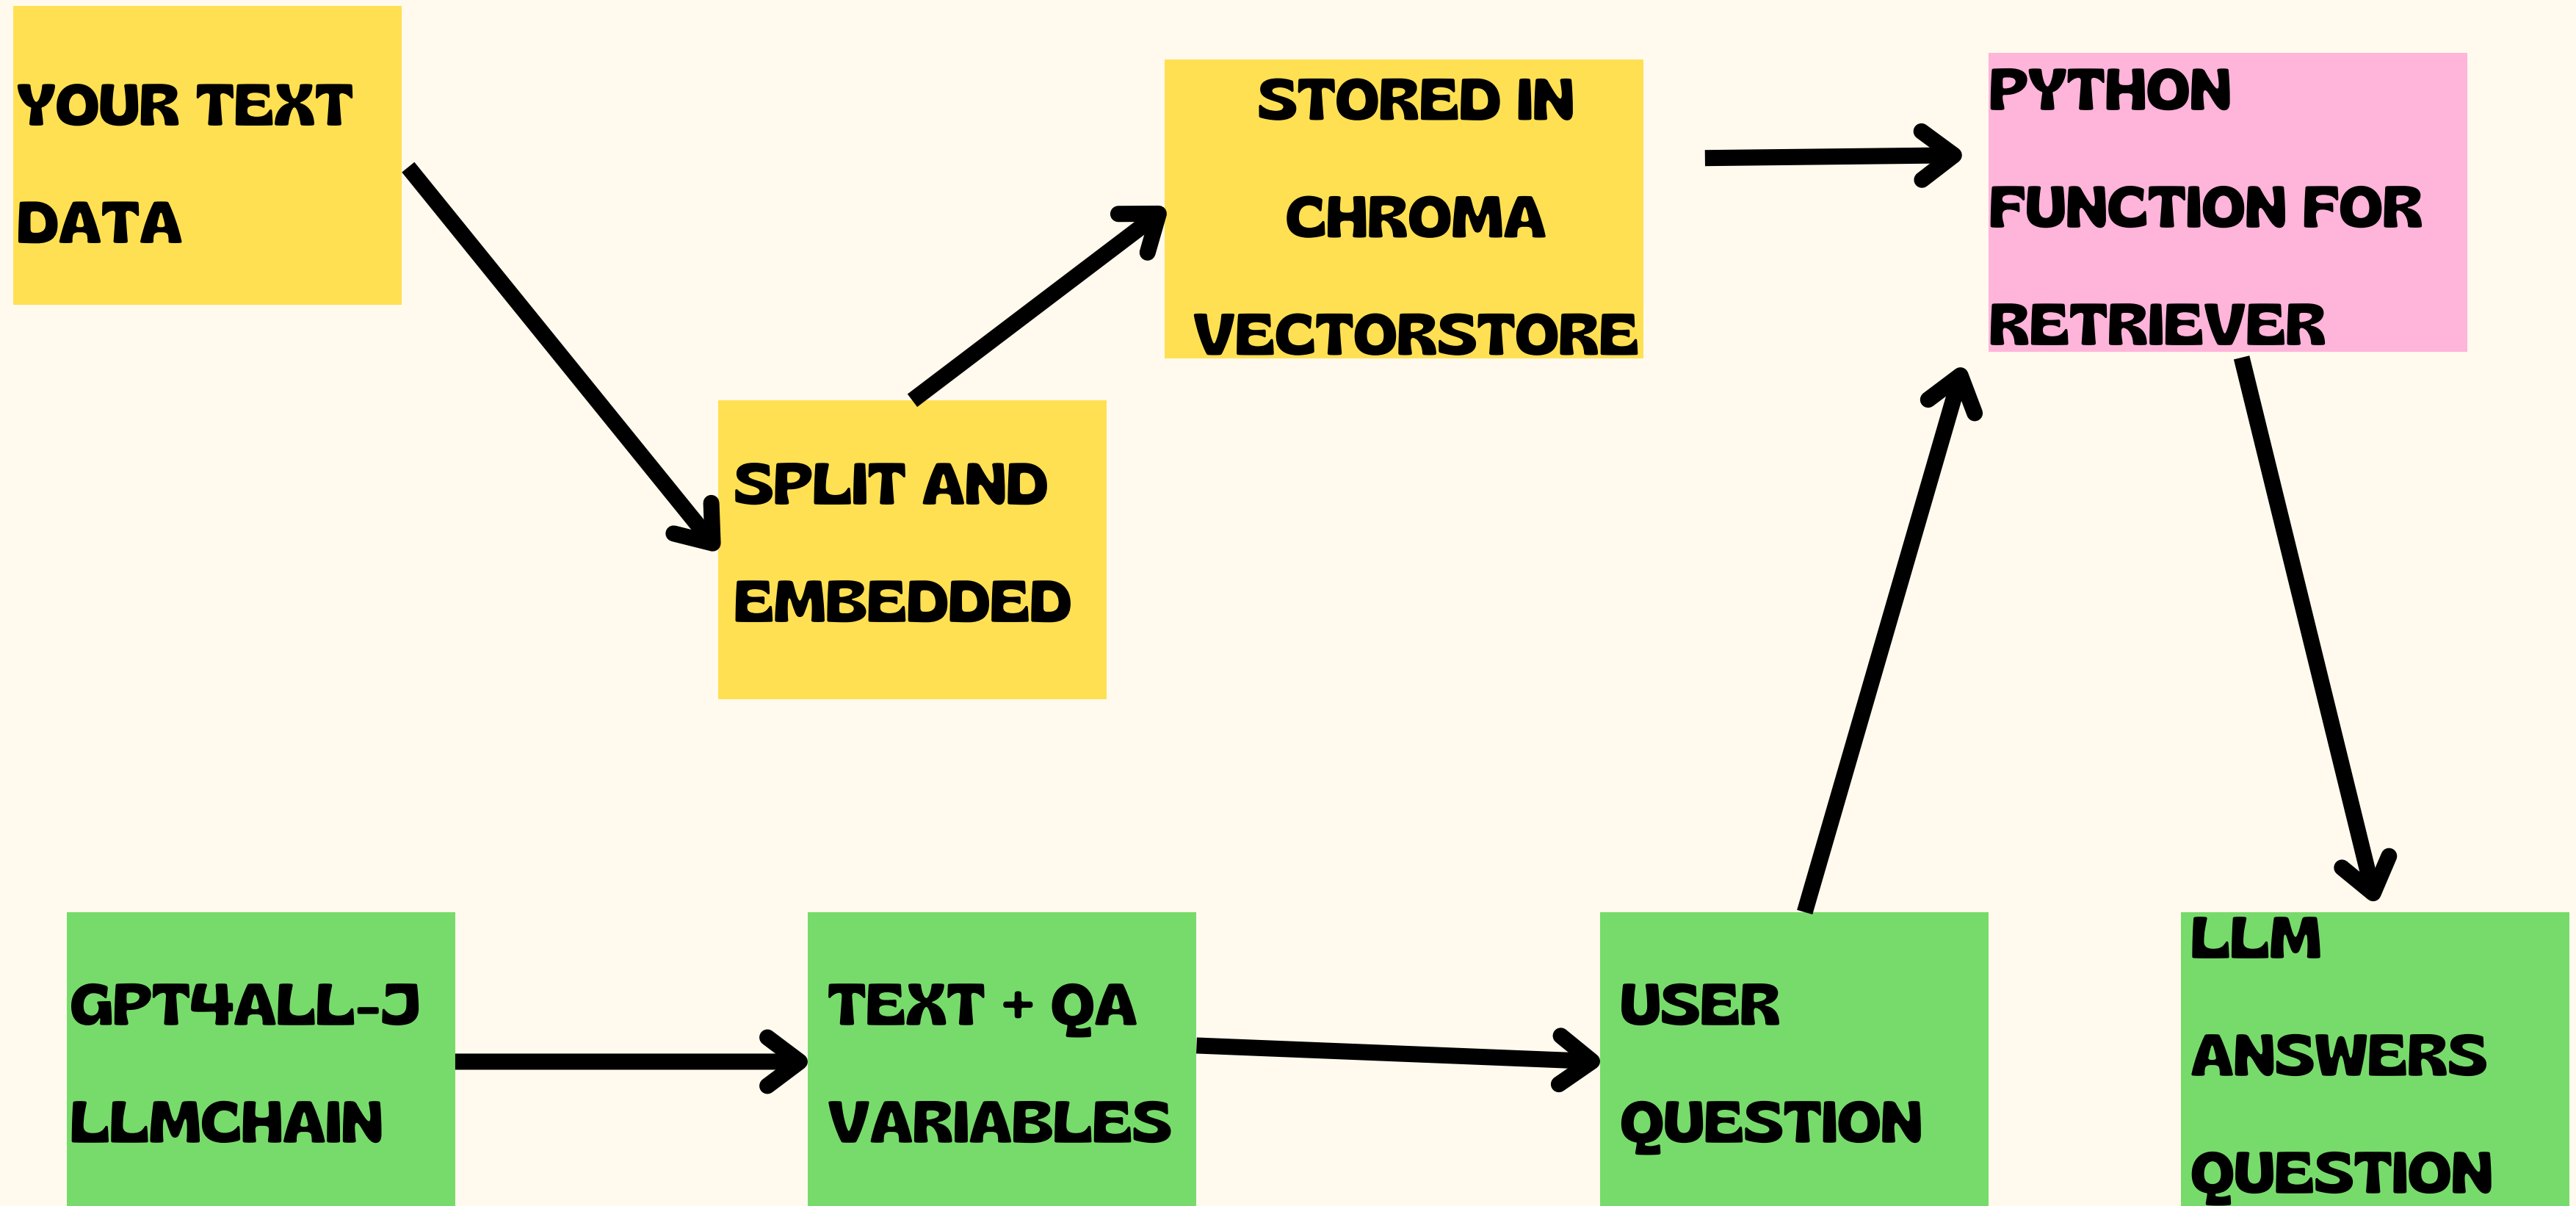 YOUR TEXT
DATA
SPLIT AND
EMBEDDED
STORED IN
CHROMA
VECTORSTORE
PYTHON
FUNCTION FOR
RETRIEVER
GPT4ALL-J
LLMCHAIN
TEXT + QA
VARIABLES
USER
QUESTION
LLM
ANSWERS
QUESTION